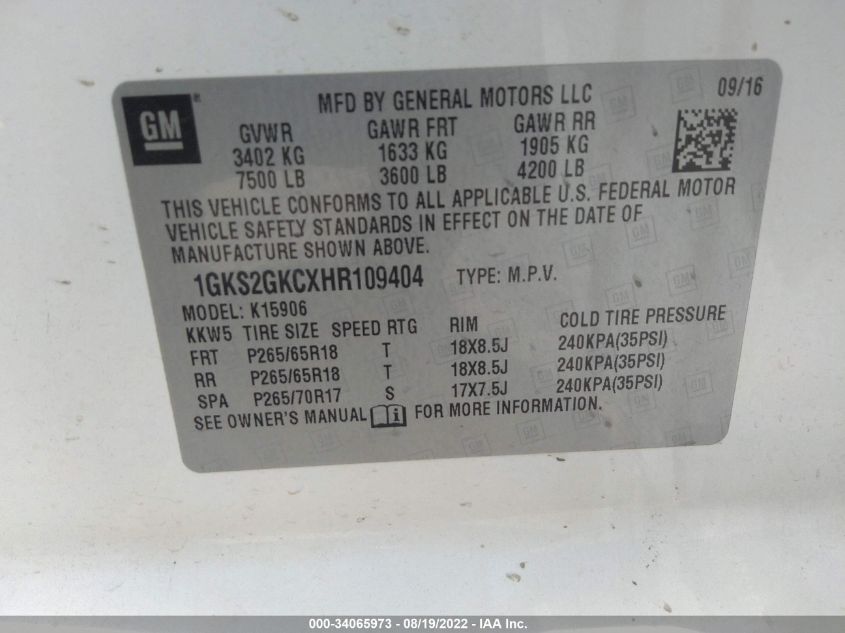 GM® MFD BY GENERAL MOTORS LLC 09/16
GVWR GAWR FRT GAWR RR
3402 KG 1633 KG 1905 KG
7500 LB 3600 LB 4200 LB
THIS VEHICLE CONFORMS TO ALL APPLICABLE U.S. FEDERAL MOTOR
VEHICLE SAFETY STANDARDS IN EFFECT ON THE DATE OF
MANUFACTURE SHOWN ABOVE.
1GKS2GKCXHR109404 TYPE: M.P.V.
MODEL: K15906
KKW5 TIRE SIZE SPEED RTG RIM COLD TIRE PRESSURE
FRT P265/65R18 T 18X8.5J 240KPA(35PSI)
RR P265/65R18 T 18X8.5J 240KPA(35PSI)
SPA P265/70R17 S 17X7.5J 240KPA(35PSI)
SEE OWNER'S MANUAL FOR MORE INFORMATION.
000-34065973 - 08/19/2022 - IAA Inc.